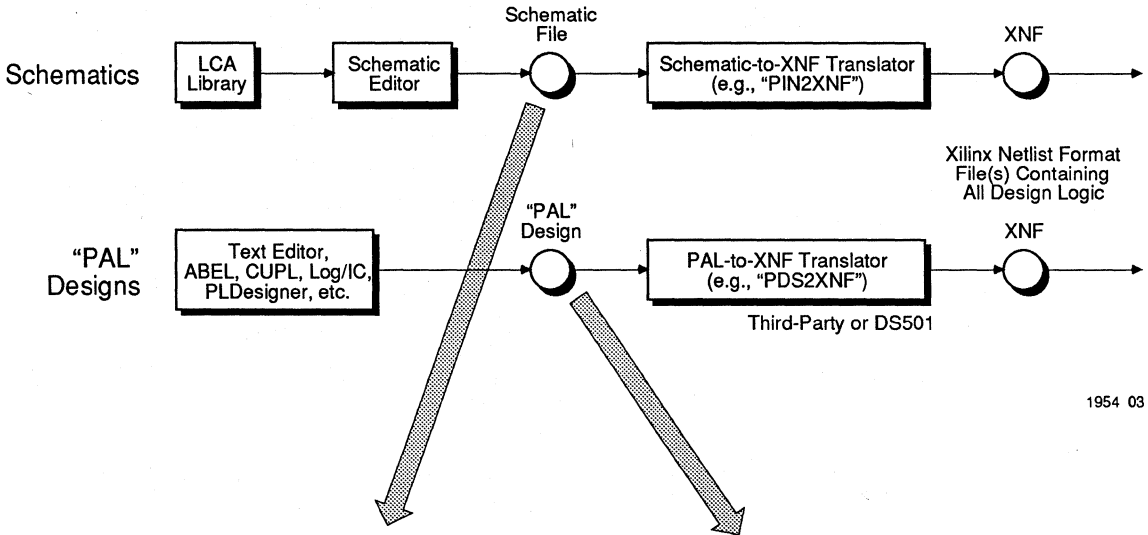 Schematics
LCA
Library
Schematic
Editor
Schematic
File
Schematic-to-XNF Translator
(e.g., “PIN2XNF”)
XNF
Xilinx Netlist Format
File(s) Containing
All Design Logic
“PAL”
Designs
Text Editor,
ABEL, CUPL, Log/IC,
PLDesigner, etc.
“PAL”
Design
PAL-to-XNF Translator
(e.g., “PDS2XNF”)
Third-Party or DS501
XNF
1954 03